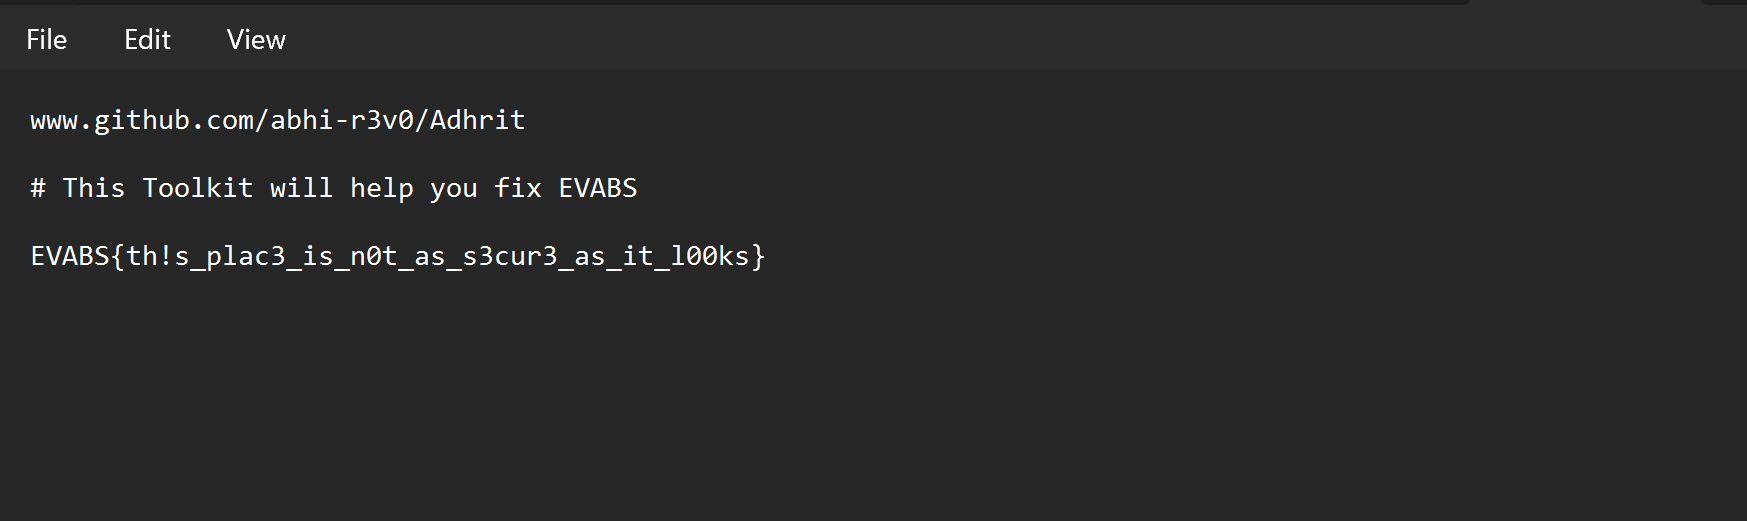 File Edit View
www.github.com/abhi-r3v0/Adhrit
# This Toolkit will help you fix EVABS
EVABS{th!s_plac3_is_n0t_as_s3cur3_as_it_l00ks}